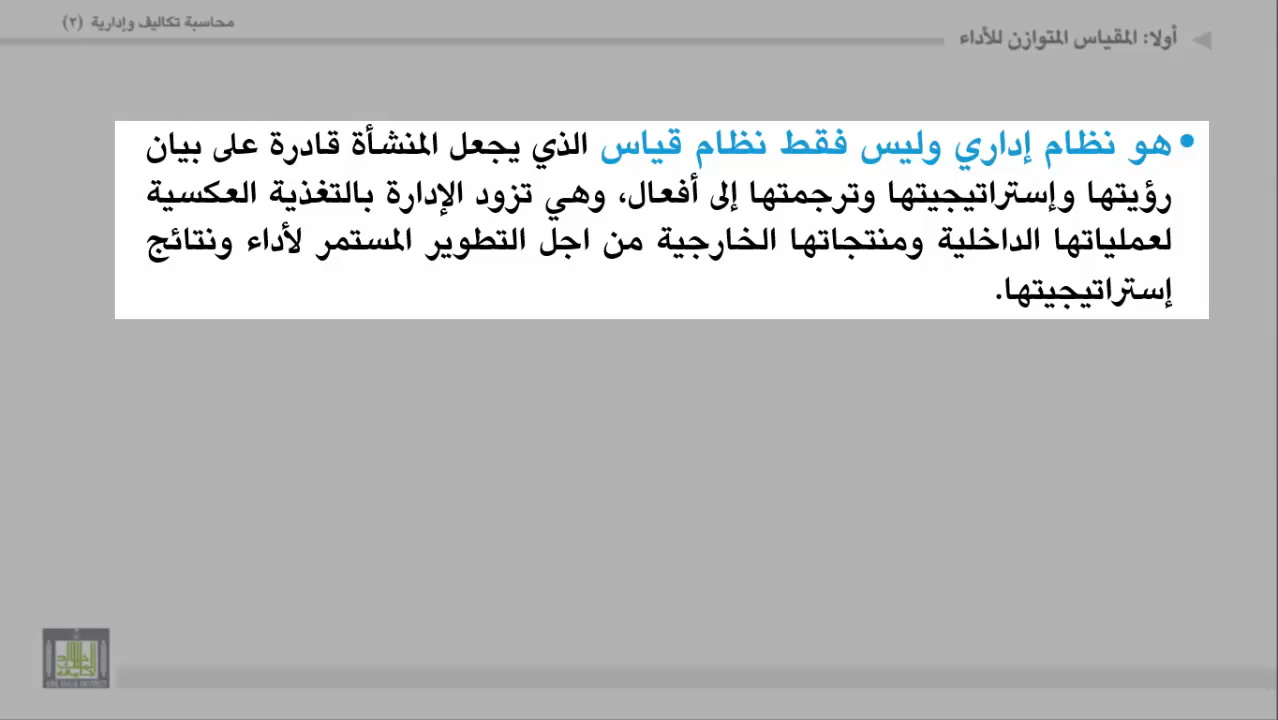 محاسبة تكاليف وإدارية (٢)
أولا: المقياس المتوازن للأداء
• هو نظام إداري وليس فقط نظام قياس الذي يجعل المنشأة قادرة على بيان
رؤيتها وإستراتيجيتها وترجمتها إلى أفعال، وهي تزود الإدارة بالتغذية العكسية
لعملياتها الداخلية ومنتجاتها الخارجية من اجل التطوير المستمر لأداء ونتائج
إستراتيجيتها.